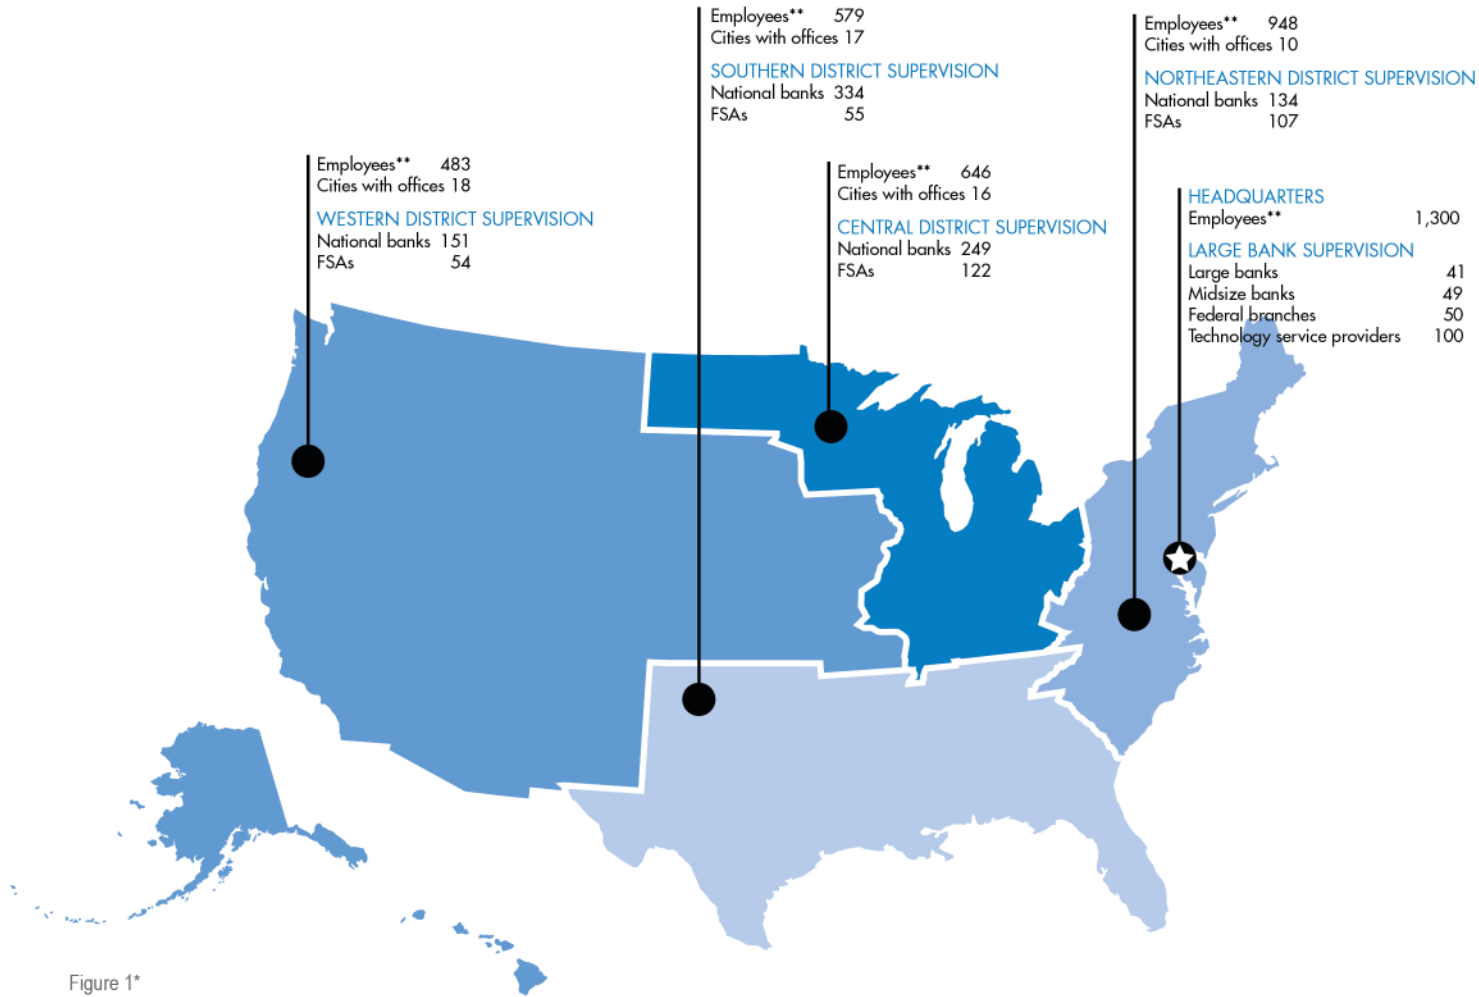 Employees** 579
Cities with offices 17
SOUTHERN DISTRICT SUPERVISION
National banks 334
FSAs 55
Employees** 948
Cities with offices 10
NORTHEASTERN DISTRICT SUPERVISION
National banks 134
FSAs 107
Employees** 483
Cities with offices 18
WESTERN DISTRICT SUPERVISION
National banks 151
FSAs 54
Employees** 646
Cities with offices 16
CENTRAL DISTRICT SUPERVISION
National banks 249
FSAs 122
HEADQUARTERS
Employees** 1,300
LARGE BANK SUPERVISION
Large banks 41
Midsize banks 49
Federal branches 50
Technology service providers 100
Figure 1*